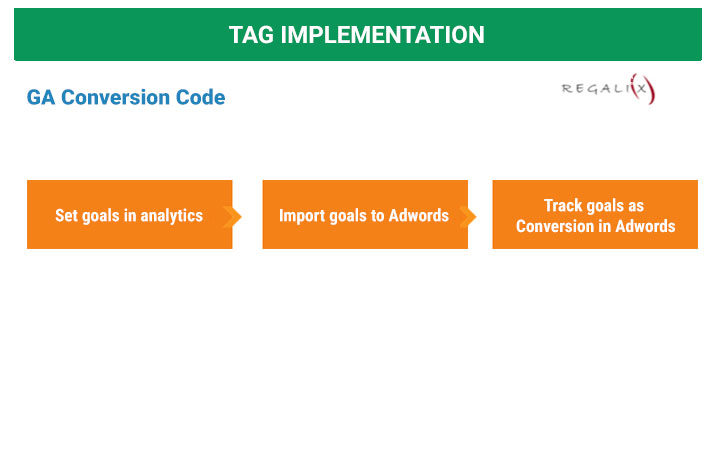 TAG IMPLEMENTATION
GA Conversion Code
REGALIX
Set goals in analytics
Import goals to Adwords
Track goals as
Conversion in Adwords